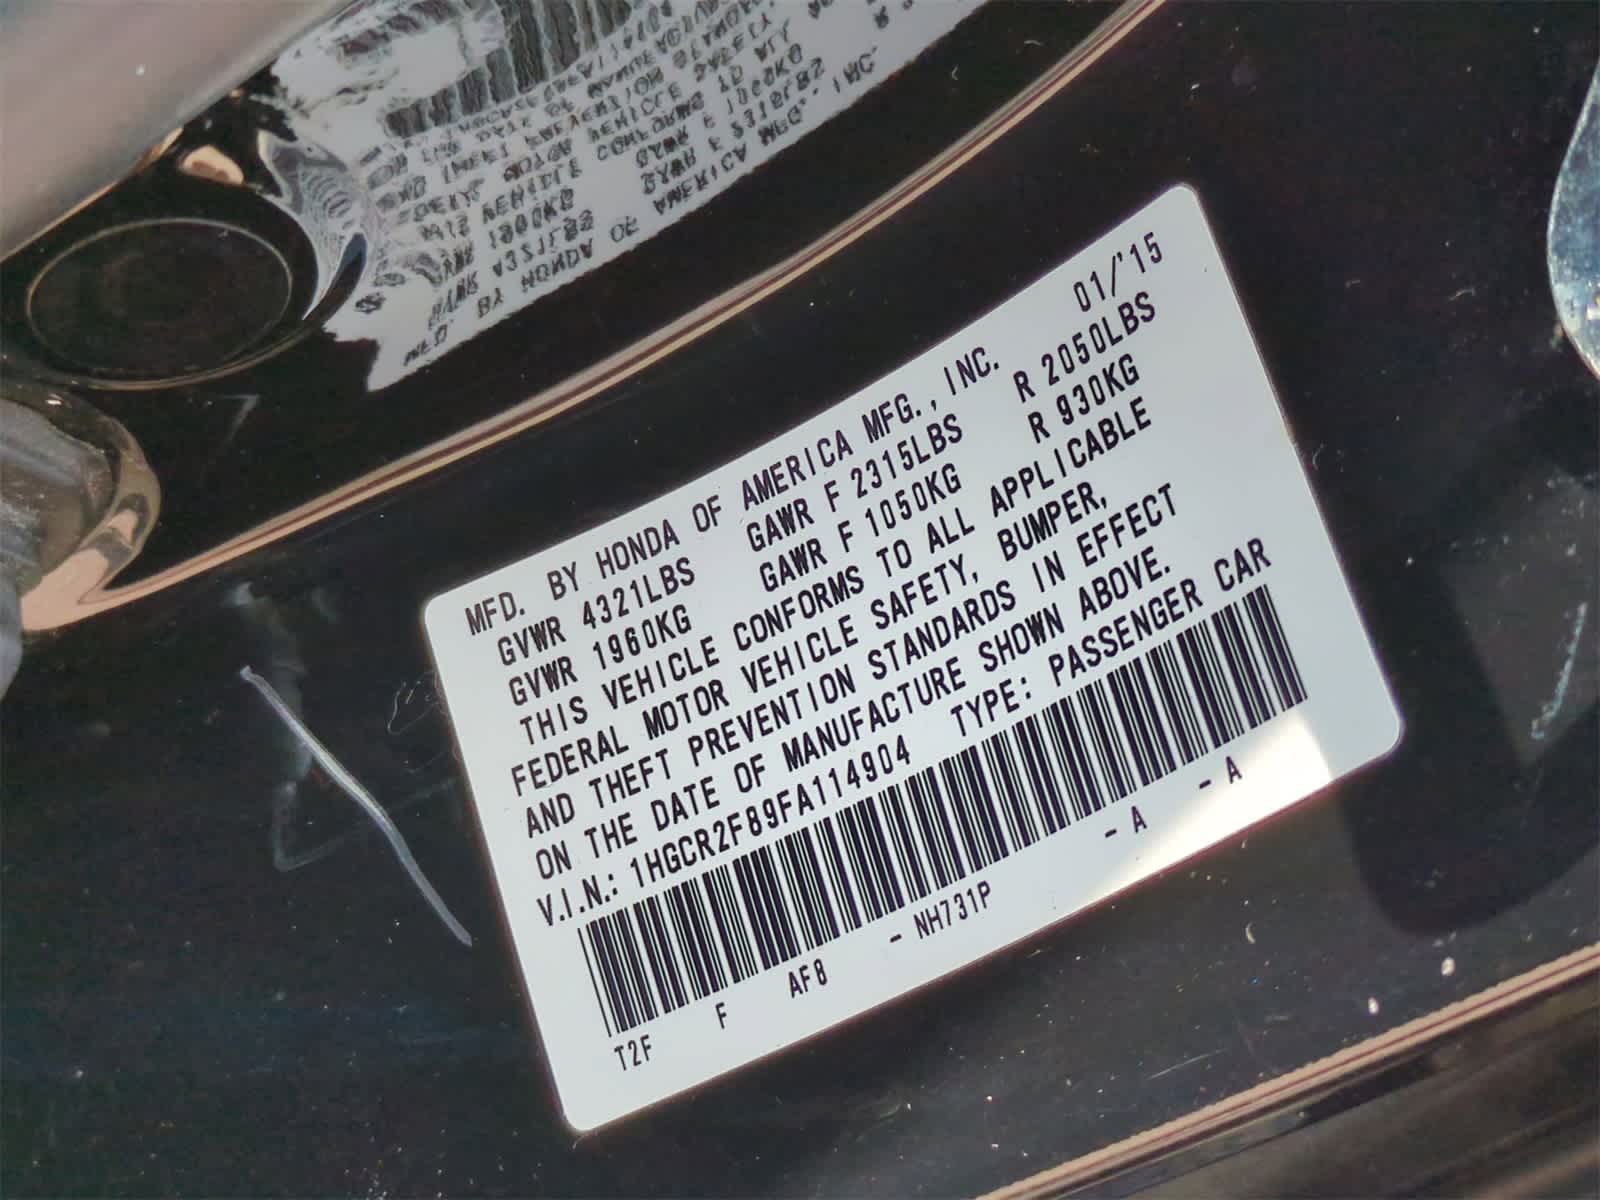 01/'15
MFD. BY HONDA OF AMERICA MFG., INC.
GVWR 4321LBS GAWR F 2315LBS R 2050LBS
GVWR 1960KG GAWR F 1050KG R 930KG
THIS VEHICLE CONFORMS TO ALL APPLICABLE
FEDERAL MOTOR VEHICLE SAFETY, BUMPER,
AND THEFT PREVENTION STANDARDS IN EFFECT
ON THE DATE OF MANUFACTURE SHOWN ABOVE.
V.I.N.: 1HGCR2F89FA114904 TYPE: PASSENGER CAR
T2F F AF8 - NH731P - A - A